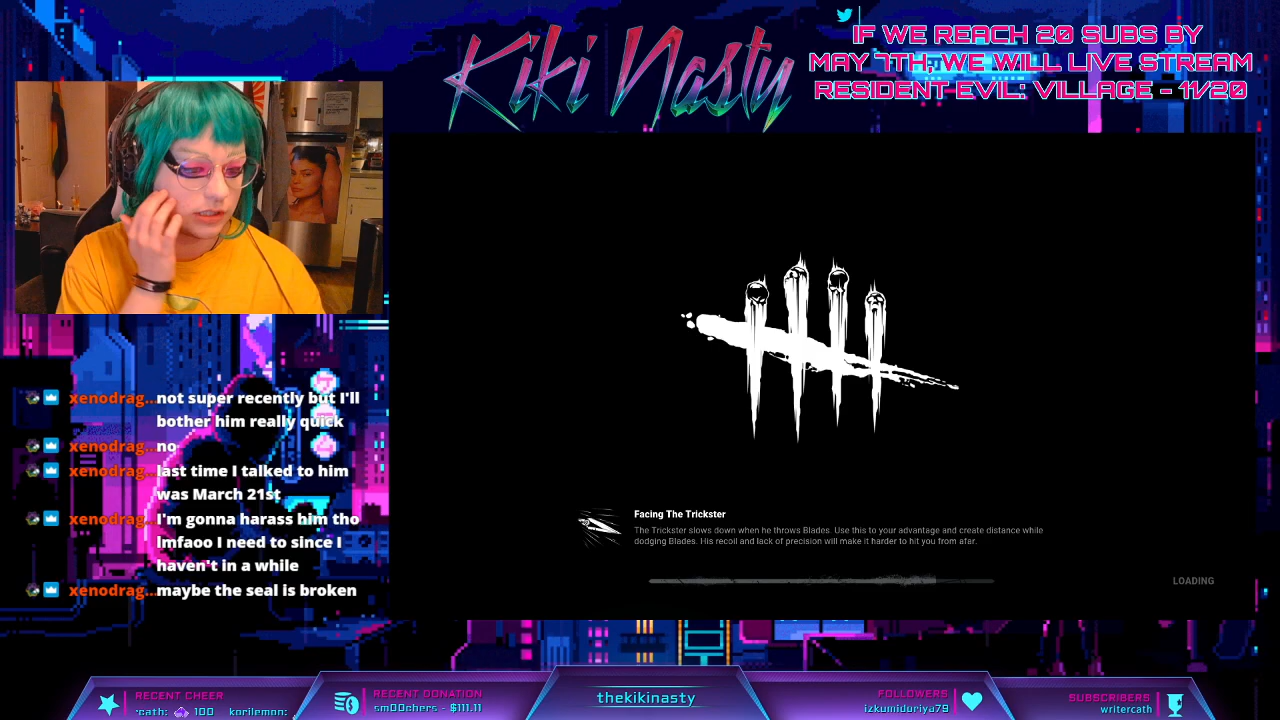 Kiki Nasty
IF WE REACH 20 SUBS BY
MAY 7TH, WE WILL LIVE STREAM
RESIDENT EVIL: VILLAGE - 11/20
xenodrag... not super recently but I'll
bother him really quick
xenodrag... no
xenodrag... last time I talked to him
was March 21st
xenodrag... I'm gonna harass him tho
lmfaoo I need to since I
haven't in a while
xenodrag... maybe the seal is broken
Facing The Trickster
The Trickster slows down when he throws Blades. Use this to your advantage and create distance while
dodging Blades. His recoil and lack of precision will make it harder to hit you from afar.
LOADING
RECENT CHEER
100
RECENT DONATION
sm00chers - $111.11
thekikinasty
FOLLOWERS
izkumiduriya79
SUBSCRIBERS
writercath